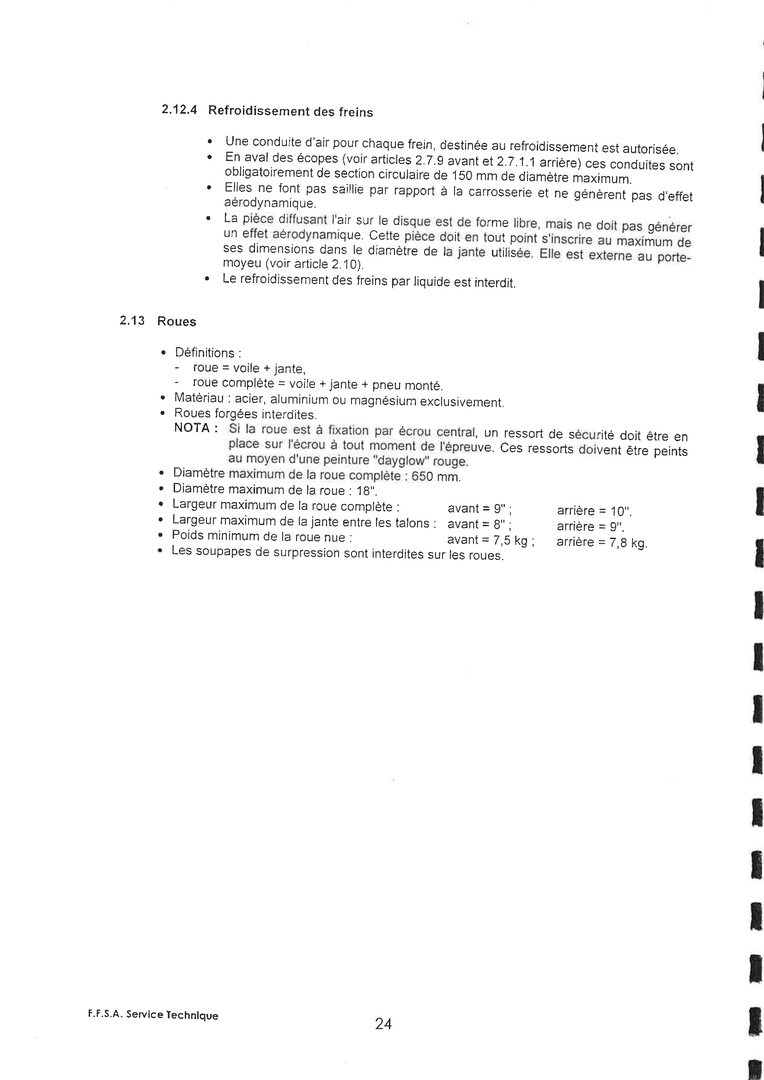 2.12.4 Refroidissement des freins
• Une conduite d'air pour chaque frein, destinée au refroidissement est autorisée.
• En aval des écopes (voir articles 2.7.9 avant et 2.7.1.1 arrière) ces conduites sont
obligatoirement de section circulaire de 150 mm de diamètre maximum.
• Elles ne font pas saillie par rapport à la carrosserie et ne génèrent pas d'effet
aérodynamique.
• La pièce diffusant l'air sur le disque est de forme libre, mais ne doit pas générer
un effet aérodynamique. Cette pièce doit en tout point s'inscrire au maximum de
ses dimensions dans le diamètre de la jante utilisée. Elle est externe au porte-
moyeu (voir article 2.10).
• Le refroidissement des freins par liquide est interdit.
2.13 Roues
• Définitions :
- roue = voile + jante,
- roue complète = voile + jante + pneu monté.
• Matériau : acier, aluminium ou magnésium exclusivement.
• Roues forgées interdites.
NOTA : Si la roue est à fixation par écrou central, un ressort de sécurité doit être en
place sur l'écrou à tout moment de l'épreuve. Ces ressorts doivent être peints
au moyen d'une peinture "dayglow" rouge.
• Diamètre maximum de la roue complète : 650 mm.
• Diamètre maximum de la roue : 18".
• Largeur maximum de la roue complète : avant = 9" ; arrière = 10".
• Largeur maximum de la jante entre les talons : avant = 8" ; arrière = 9".
• Poids minimum de la roue nue : avant = 7,5 kg ; arrière = 7,8 kg.
• Les soupapes de surpression sont interdites sur les roues.
F.F.S.A. Service Technique
24